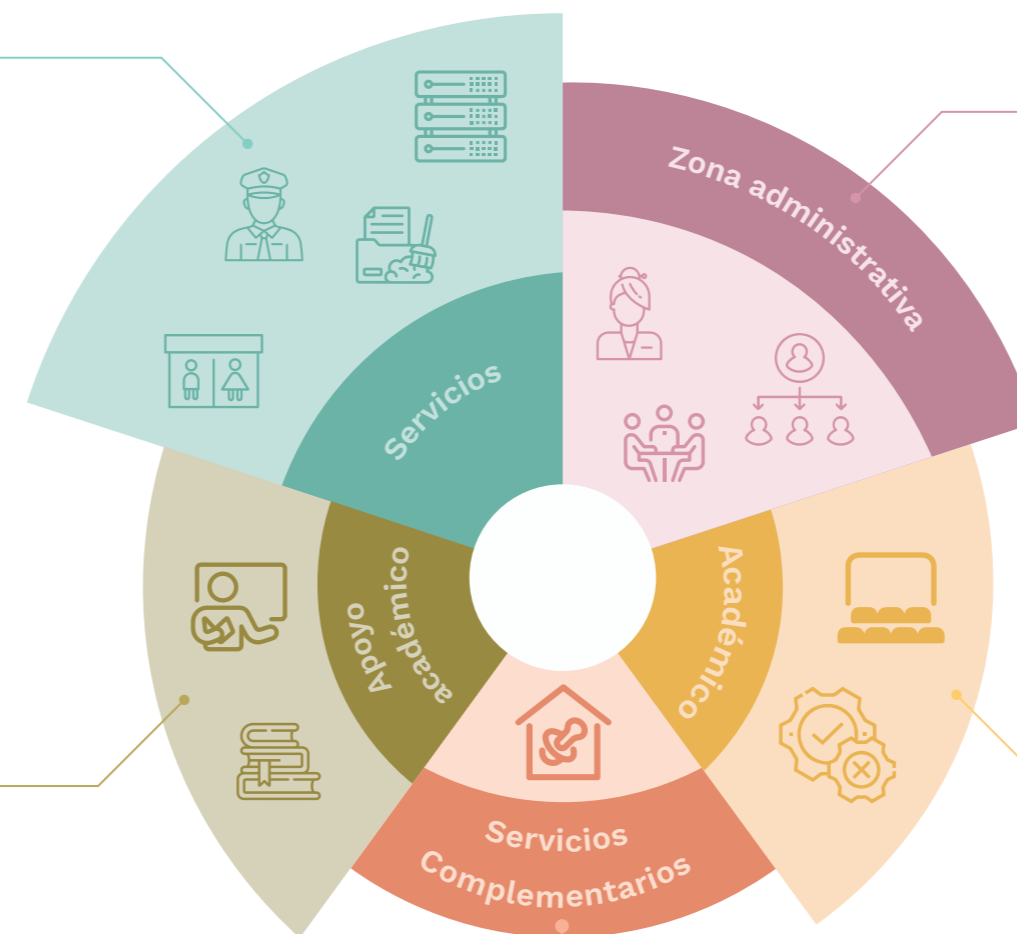 Servicios
Zona administrativa
Apoyo
académico
Académico
Servicios
Complementarios